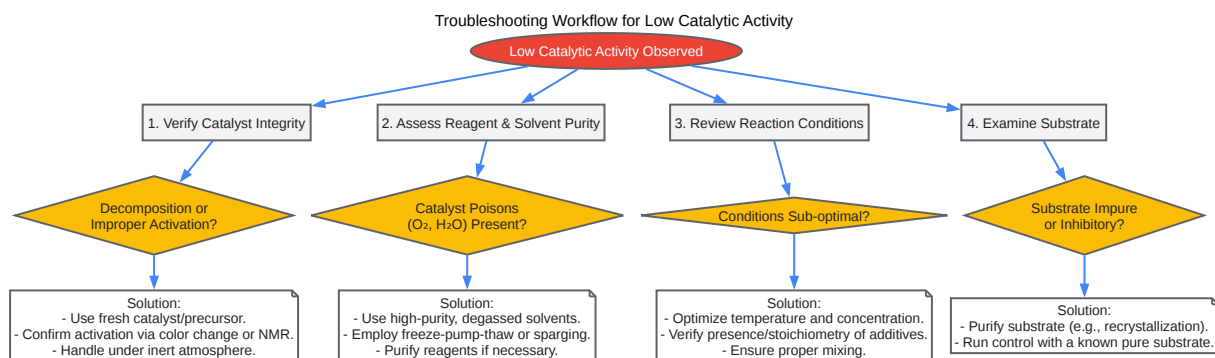 Troubleshooting Workflow for Low Catalytic Activity
Low Catalytic Activity Observed
1. Verify Catalyst Integrity
2. Assess Reagent & Solvent Purity
3. Review Reaction Conditions
4. Examine Substrate
Decomposition or
Improper Activation?
Catalyst Poisons
(O₂, H₂O) Present?
Conditions Sub-optimal?
Substrate Impure
or Inhibitory?
Solution:
- Use fresh catalyst/precursor.
- Confirm activation via color change or NMR.
- Handle under inert atmosphere.
Solution:
- Use high-purity, degassed solvents.
- Employ freeze-pump-thaw or sparging.
- Purify reagents if necessary.
Solution:
- Optimize temperature and concentration.
- Verify presence/stoichiometry of additives.
- Ensure proper mixing.
Solution:
- Purify substrate (e.g., recrystallization).
- Run control with a known pure substrate.